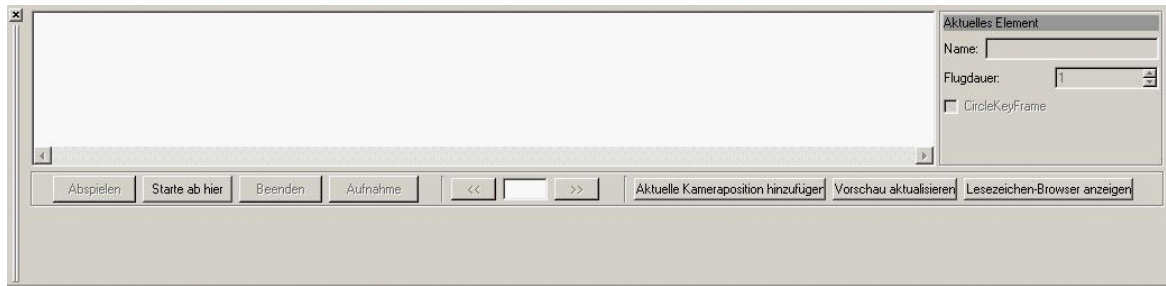 Aktuelles Element
Name:
Flugdauer: 1
CircleKeyFrame
Abspielen Starte ab hier Beenden Aufnahme << >> Aktuelle Kameraposition hinzufügen Vorschau aktualisieren Lesezeichen-Browser anzeigen